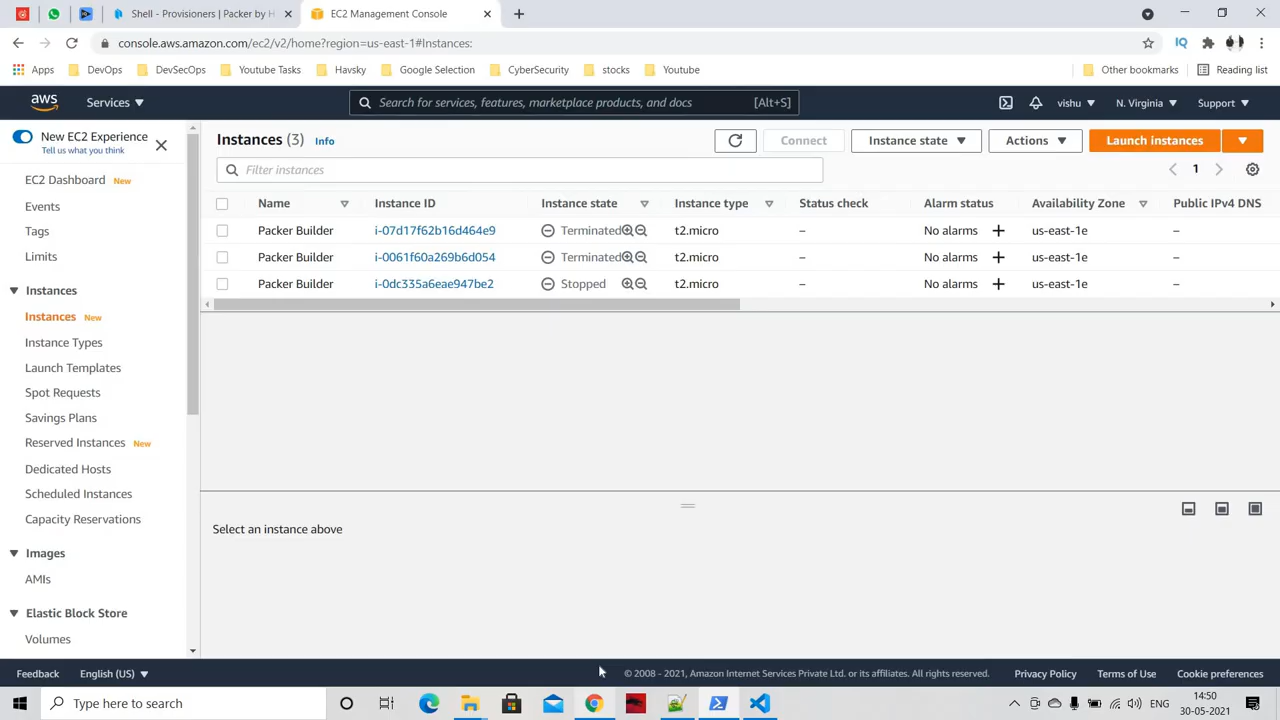 Shell - Provisioners | Packer by H
EC2 Management Console
console.aws.amazon.com/ec2/v2/home?region=us-east-1#Instances:
Apps
DevOps
DevSecOps
Youtube Tasks
Havsky
Google Selection
CyberSecurity
stocks
Youtube
Other bookmarks
Reading list
aws
Services
Search for services, features, marketplace products, and docs
[Alt+S]
vishu
N. Virginia
Support
New EC2 Experience
Tell us what you think
EC2 Dashboard New
Events
Tags
Limits
Instances
Instances New
Instance Types
Launch Templates
Spot Requests
Savings Plans
Reserved Instances New
Dedicated Hosts
Scheduled Instances
Capacity Reservations
Images
AMIs
Elastic Block Store
Volumes
Instances (3) Info
Connect
Instance state
Actions
Launch instances
Filter instances
1
Name Instance ID Instance state Instance type Status check Alarm status Availability Zone Public IPv4 DNS
Packer Builder i-07d17f62b16d464e9 Terminated t2.micro – No alarms + us-east-1e –
Packer Builder i-0061f60a269b6d054 Terminated t2.micro – No alarms + us-east-1e –
Packer Builder i-0dc335a6eae947be2 Stopped t2.micro – No alarms + us-east-1e –
Select an instance above
Feedback
English (US)
© 2008 - 2021, Amazon Internet Services Private Ltd. or its affiliates. All rights reserved.
Privacy Policy
Terms of Use
Cookie preferences
Type here to search
14:50
30-05-2021